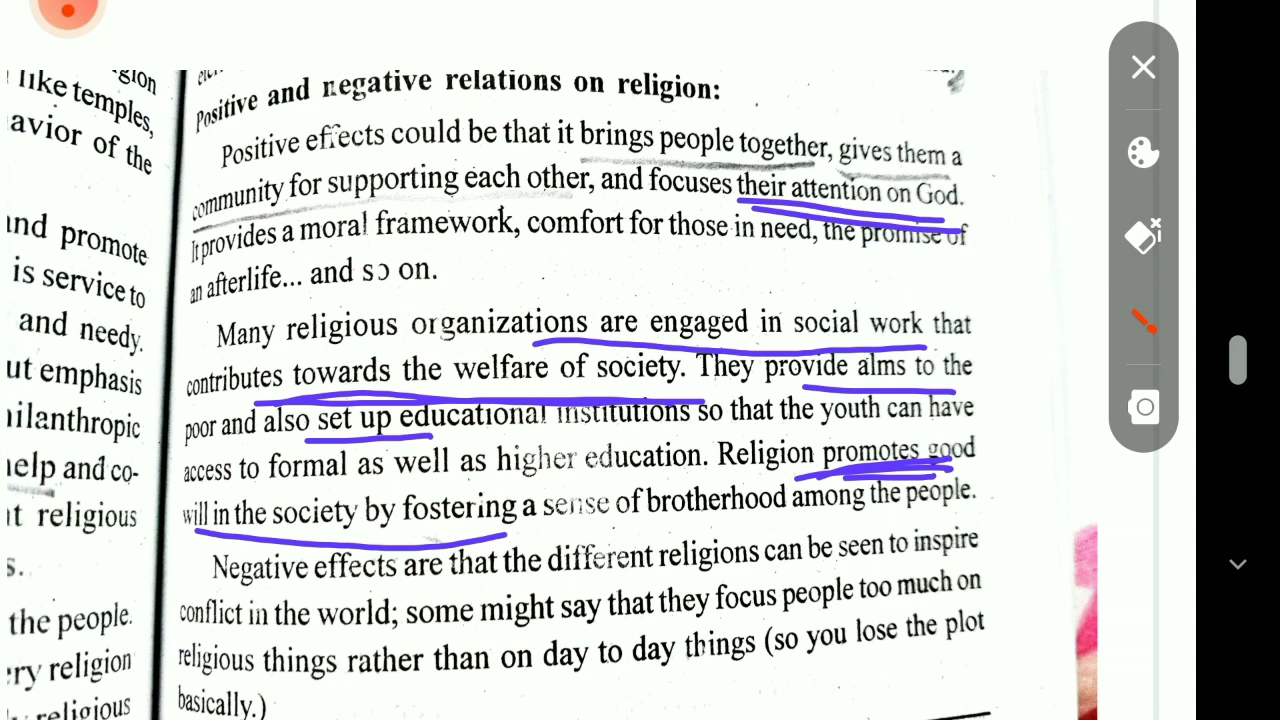 gion
like temples,
avior of the
and promote
is service to
and needy.
ut emphasis
ilanthropic
help and co-
t religious
s.
the people.
ry religion
religious
Positive and negative relations on religion:
Positive effects could be that it brings people together, gives them a
community for supporting each other, and focuses their attention on God.
It provides a moral framework, comfort for those in need, the promise of
an afterlife... and so on.
Many religious organizations are engaged in social work that
contributes towards the welfare of society. They provide alms to the
poor and also set up educational institutions so that the youth can have
access to formal as well as higher education. Religion promotes good
will in the society by fostering a sense of brotherhood among the people.
Negative effects are that the different religions can be seen to inspire
conflict in the world; some might say that they focus people too much on
religious things rather than on day to day things (so you lose the plot
basically.)